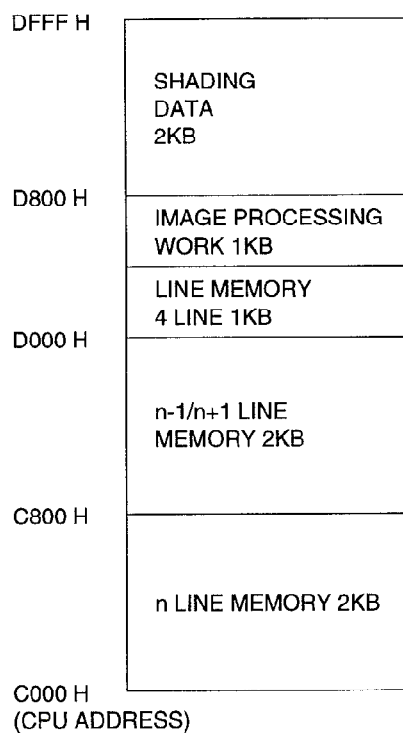 DFFF H
SHADING
DATA
2KB
D800 H
IMAGE PROCESSING
WORK 1KB
LINE MEMORY
4 LINE 1KB
D000 H
n-1/n+1 LINE
MEMORY 2KB
C800 H
n LINE MEMORY 2KB
C000 H
(CPU ADDRESS)